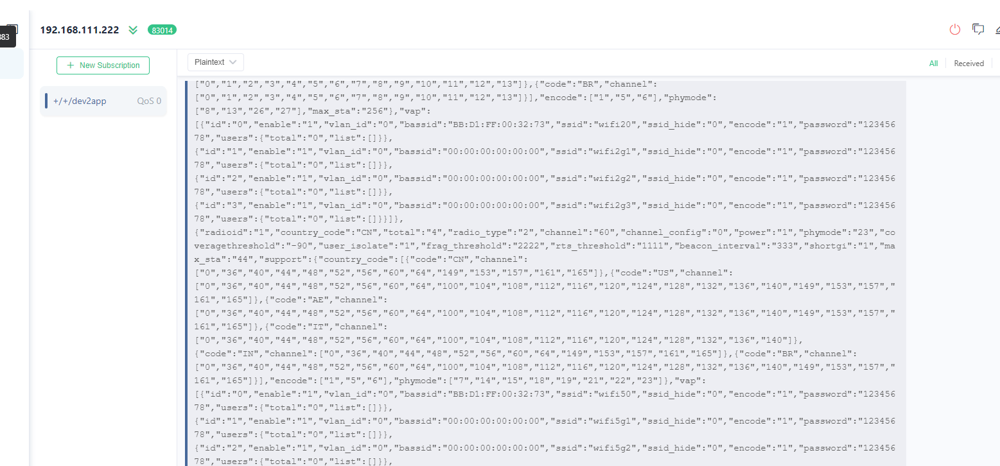 383
192.168.111.222
83014
+ New Subscription
+/+/dev2app QoS 0
Plaintext
All Received
["0","1","2","3","4","5","6","7","8","9","10","11","12","13"]},{"code":"BR","channel":
["0","1","2","3","4","5","6","7","8","9","10","11","12","13"]}],"encode":["1","5","6"],"phymode":
["8","13","26","27"],"max_sta":"256"},"vap":
[{"id":"0","enable":"1","vlan_id":"0","bassid":"BB:D1:FF:00:32:73","ssid":"wifi20","ssid_hide":"0","encode":"1","password":"123456
78","users":{"total":"0","list":[]}},
{"id":"1","enable":"1","vlan_id":"0","bassid":"00:00:00:00:00:00","ssid":"wifi2g1","ssid_hide":"0","encode":"1","password":"123456
78","users":{"total":"0","list":[]}},
{"id":"2","enable":"1","vlan_id":"0","bassid":"00:00:00:00:00:00","ssid":"wifi2g2","ssid_hide":"0","encode":"1","password":"123456
78","users":{"total":"0","list":[]}},
{"id":"3","enable":"1","vlan_id":"0","bassid":"00:00:00:00:00:00","ssid":"wifi2g3","ssid_hide":"0","encode":"1","password":"123456
78","users":{"total":"0","list":[]}}]},
{"radioid":"1","country_code":"CN","total":"4","radio_type":"2","channel":"60","channel_config":"0","power":"1","phymode":"23","co
veragethreshold":"-90","user_isolate":"1","frag_threshold":"2222","rts_threshold":"1111","beacon_interval":"333","shortgi":"1","ma
x_sta":"44","support":{"country_code":[{"code":"CN","channel":
["0","36","40","44","48","52","56","60","64","149","153","157","161","165"]},{"code":"US","channel":
["0","36","40","44","48","52","56","60","64","100","104","108","112","116","120","124","128","132","136","140","149","153","157","
161","165"]},{"code":"AE","channel":
["0","36","40","44","48","52","56","60","64","100","104","108","112","116","120","124","128","132","136","140","149","153","157","
161","165"]},{"code":"IT","channel":
["0","36","40","44","48","52","56","60","64","100","104","108","112","116","120","124","128","132","136","140"]},
{"code":"IN","channel":["0","36","40","44","48","52","56","60","64","149","153","157","161","165"]},{"code":"BR","channel":
["0","36","40","44","48","52","56","60","64","100","104","108","112","116","120","124","128","132","136","140","149","153","157","
161","165"]}],"encode":["1","5","6"],"phymode":["7","14","15","18","19","21","22","23"]},"vap":
[{"id":"0","enable":"1","vlan_id":"0","bassid":"BB:D1:FF:00:32:73","ssid":"wifi50","ssid_hide":"0","encode":"1","password":"123456
78","users":{"total":"0","list":[]}},
{"id":"1","enable":"1","vlan_id":"0","bassid":"00:00:00:00:00:00","ssid":"wifi5g1","ssid_hide":"0","encode":"1","password":"123456
78","users":{"total":"0","list":[]}},
{"id":"2","enable":"1","vlan_id":"0","bassid":"00:00:00:00:00:00","ssid":"wifi5g2","ssid_hide":"0","encode":"1","password":"123456
78","users":{"total":"0","list":[]}},